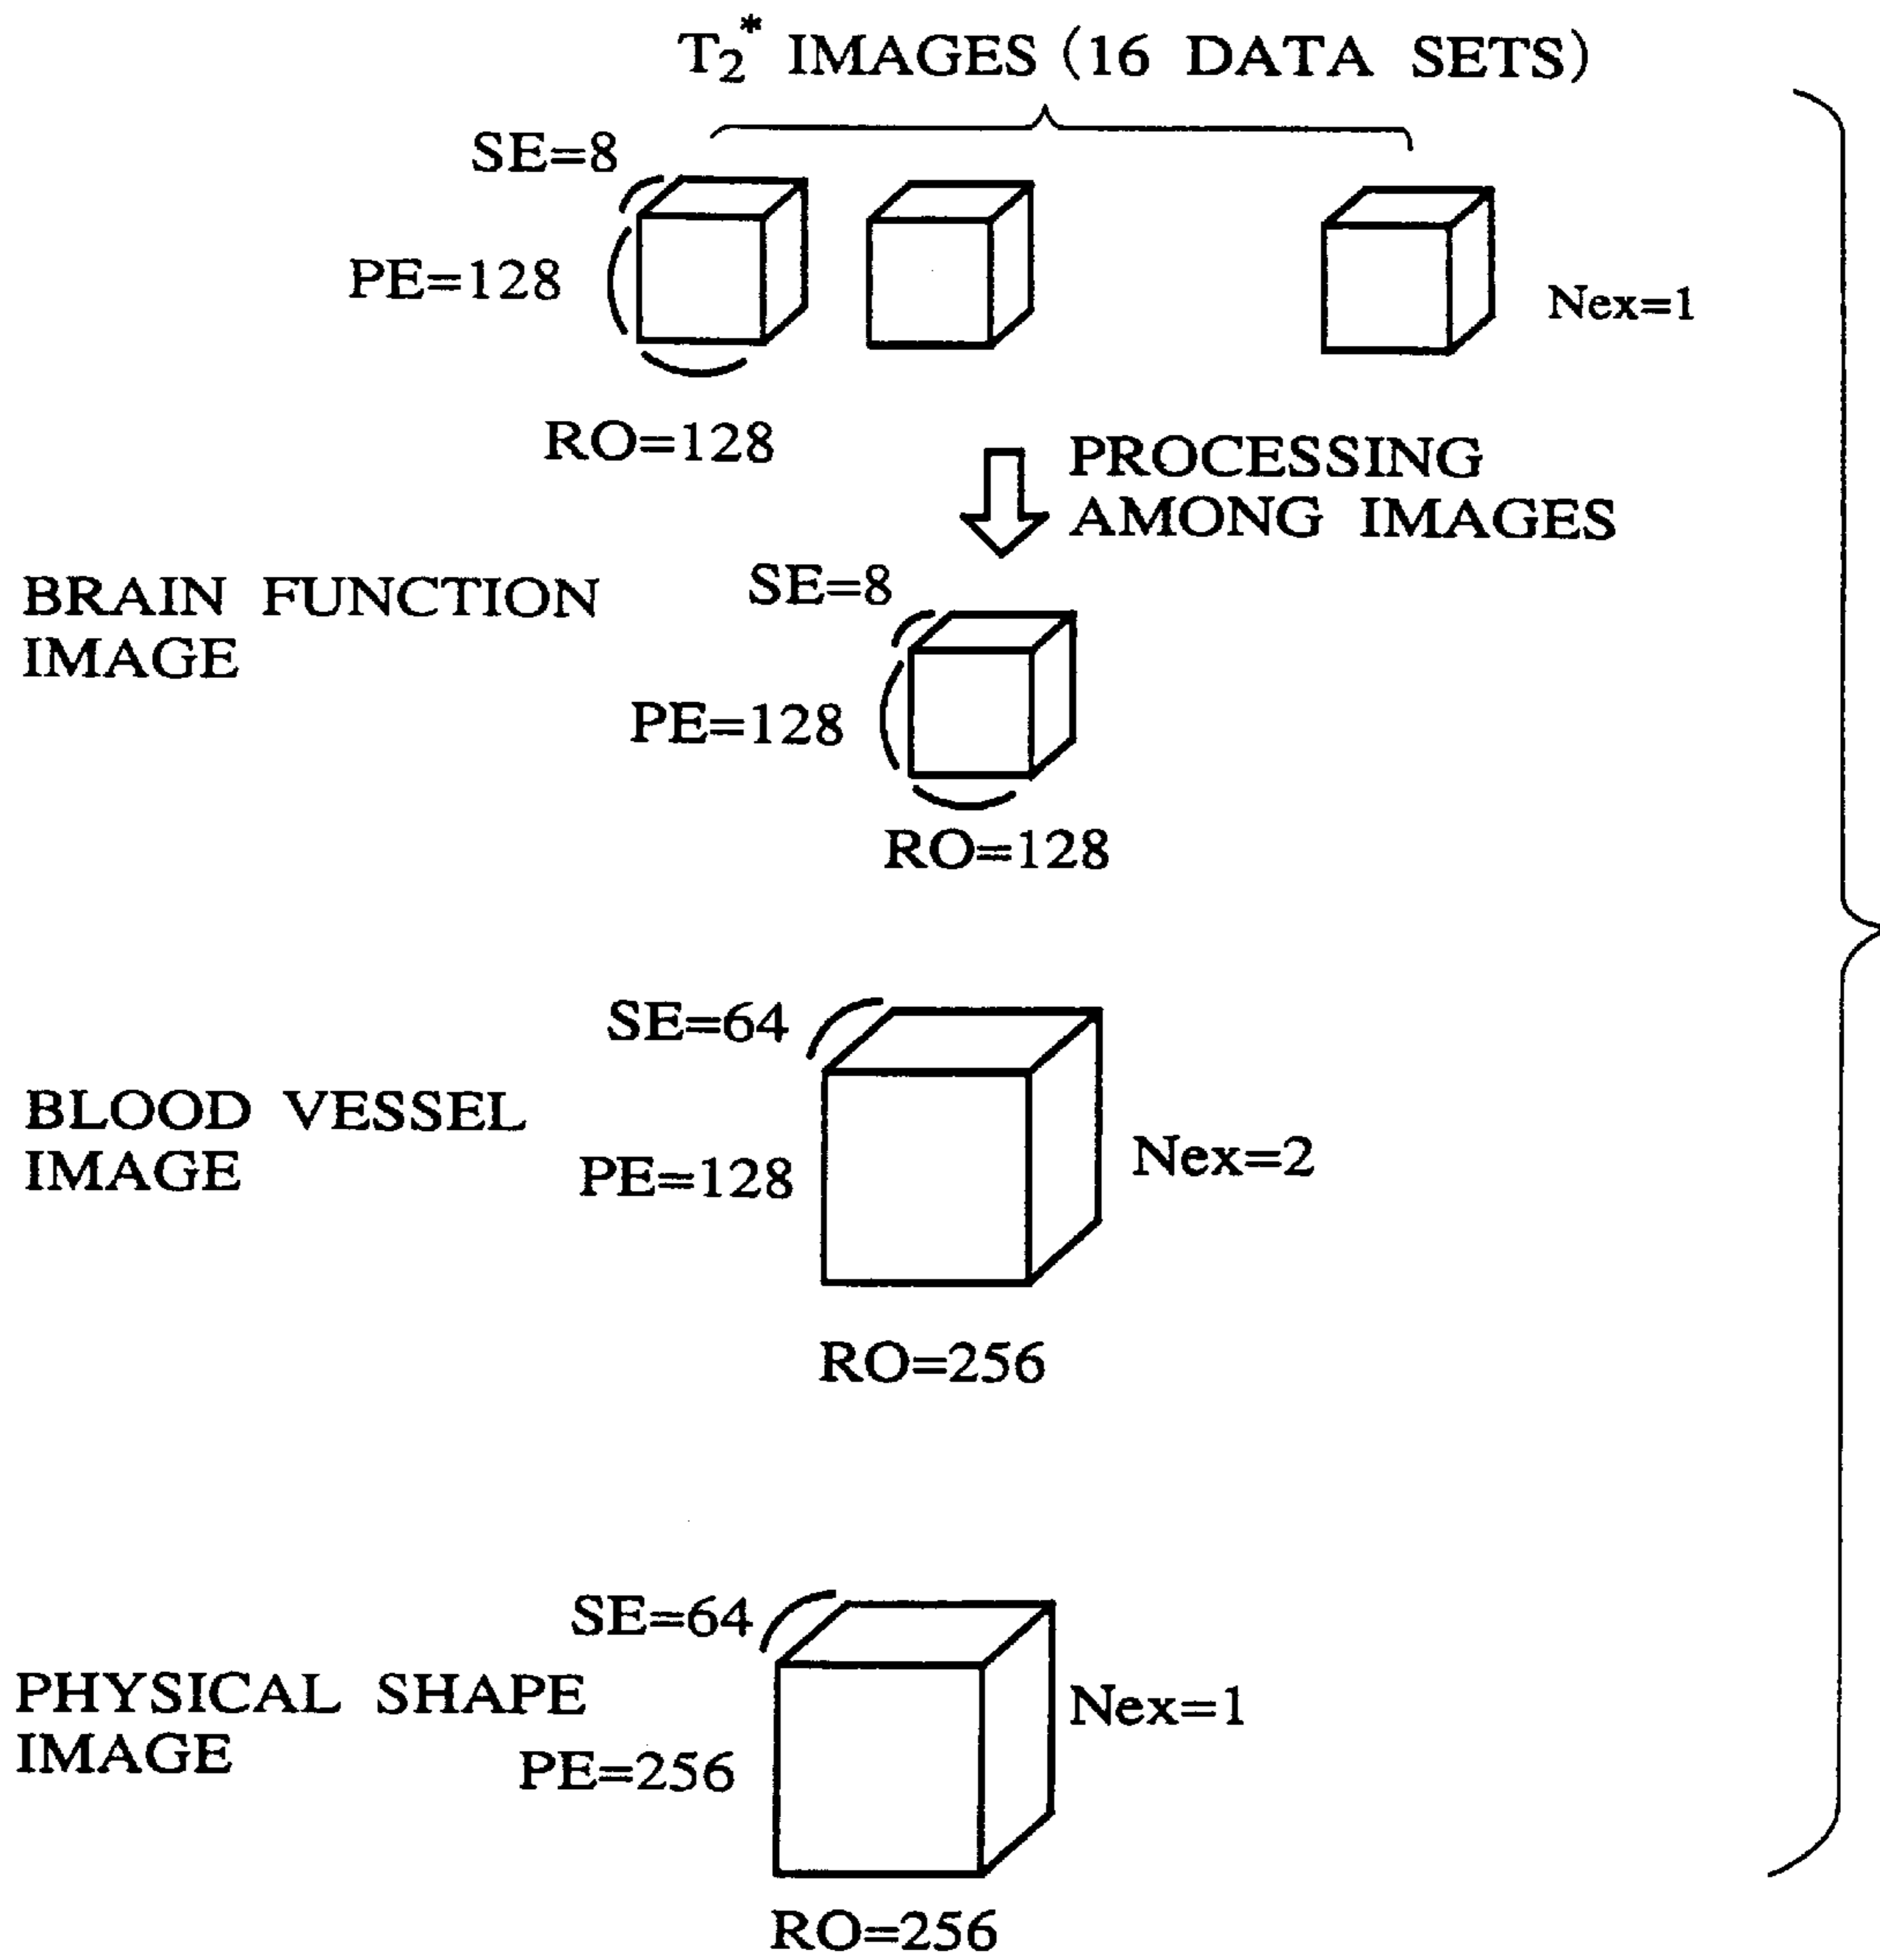 T2* IMAGES (16 DATA SETS)
SE=8
PE=128
Nex=1
RO=128
PROCESSING
AMONG IMAGES
BRAIN FUNCTION
IMAGE
SE=8
PE=128
RO=128
SE=64
BLOOD VESSEL
IMAGE
PE=128
Nex=2
RO=256
SE=64
PHYSICAL SHAPE
IMAGE
Nex=1
PE=256
RO=256